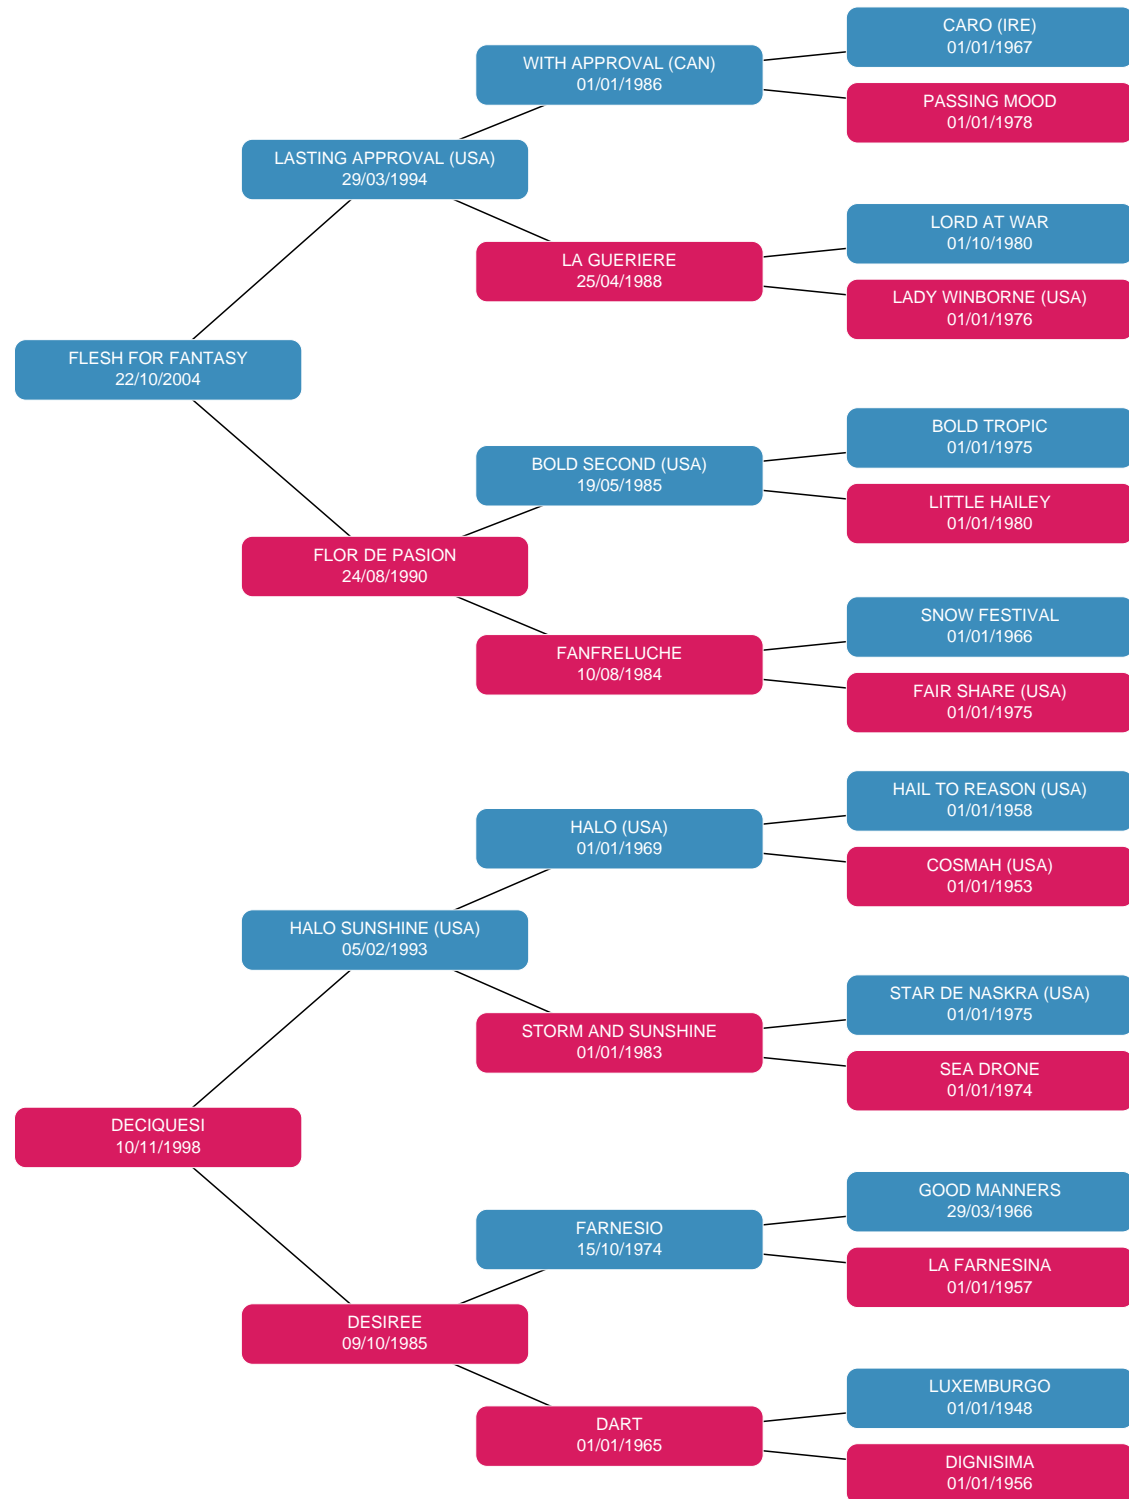 CARO (IRE)
01/01/1967
WITH APPROVAL (CAN)
01/01/1986
PASSING MOOD
01/01/1978
LASTING APPROVAL (USA)
29/03/1994
LORD AT WAR
01/10/1980
LA GUERIERE
25/04/1988
LADY WINBORNE (USA)
01/01/1976
FLESH FOR FANTASY
22/10/2004
BOLD TROPIC
01/01/1975
BOLD SECOND (USA)
19/05/1985
LITTLE HAILEY
01/01/1980
FLOR DE PASION
24/08/1990
SNOW FESTIVAL
01/01/1966
FANFRELUCHE
10/08/1984
FAIR SHARE (USA)
01/01/1975
HAIL TO REASON (USA)
01/01/1958
HALO (USA)
01/01/1969
COSMAH (USA)
01/01/1953
HALO SUNSHINE (USA)
05/02/1993
STAR DE NASKRA (USA)
01/01/1975
STORM AND SUNSHINE
01/01/1983
SEA DRONE
01/01/1974
DECIQUESI
10/11/1998
GOOD MANNERS
29/03/1966
FARNESIO
15/10/1974
LA FARNESINA
01/01/1957
DESIREE
09/10/1985
LUXEMBURGO
01/01/1948
DART
01/01/1965
DIGNISIMA
01/01/1956